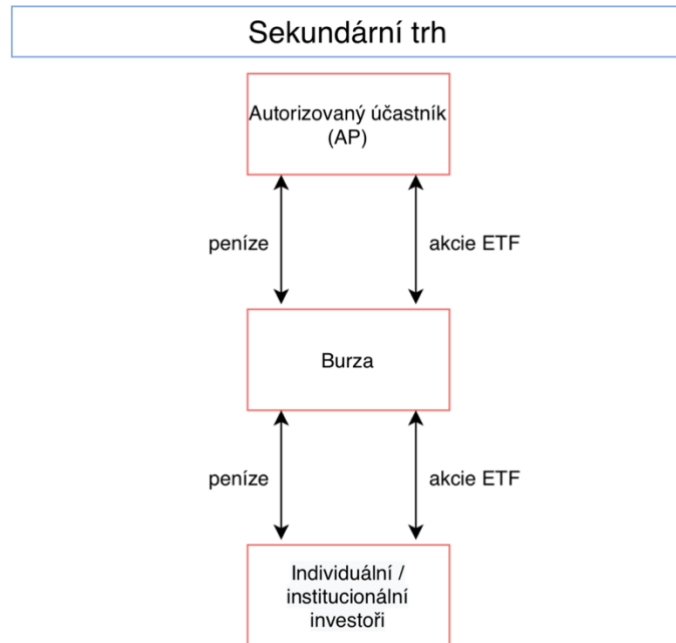 Sekundární trh
Autorizovaný účastník
(AP)
peníze
akcie ETF
Burza
peníze
akcie ETF
Individuální /
institucionální
investoři